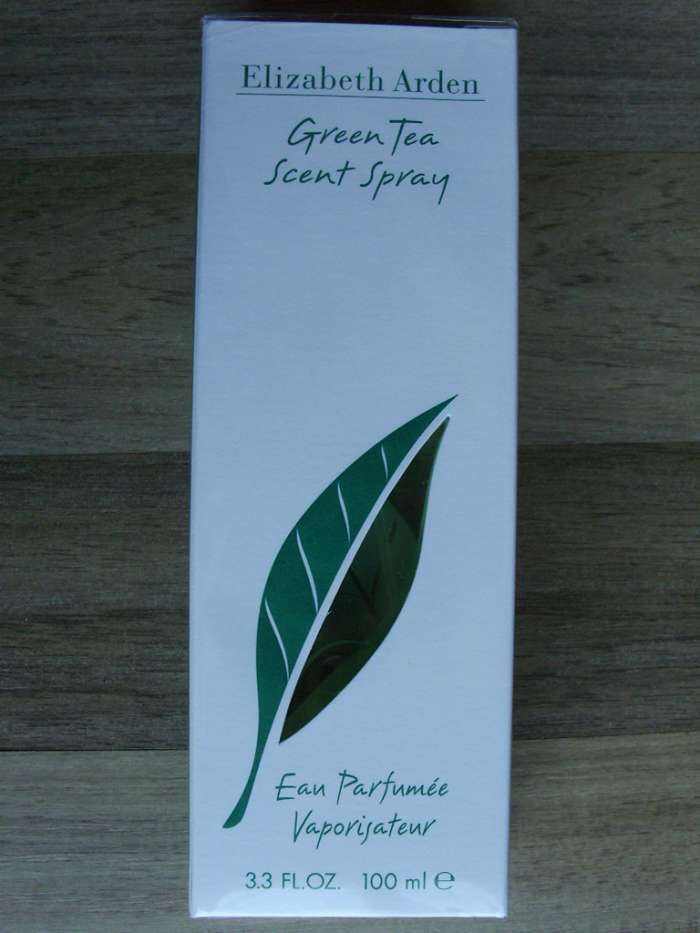 Elizabeth Arden
Green Tea
Scent Spray
Eau Parfumée
Vaporisateur
3.3 FL.OZ. 100 ml ℮